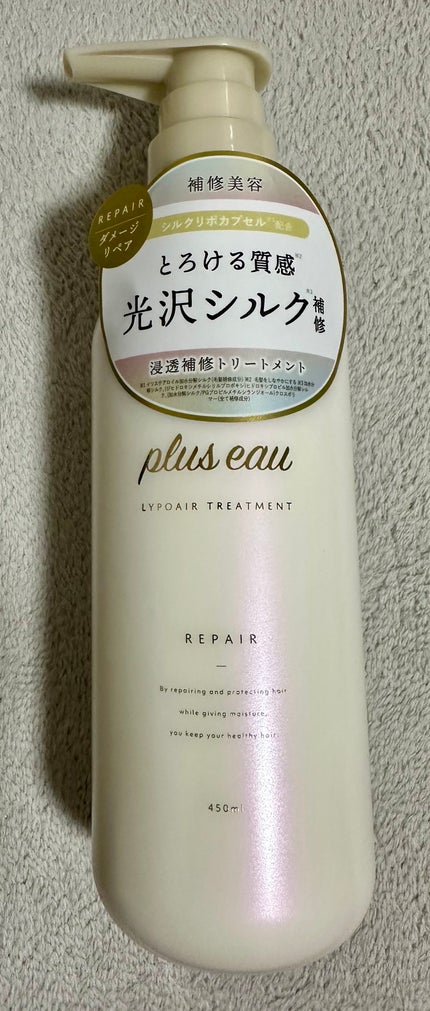 補修美容
REPAIR
ダメージ
リペア
シルクリポカプセル※1配合
とろける質感※2
光沢シルク補修※3
浸透補修トリートメント
plus eau
LYPOAIR TREATMENT
REPAIR
By repairing and protecting hair
while giving moisture,
you keep your healthy hair.
450ml